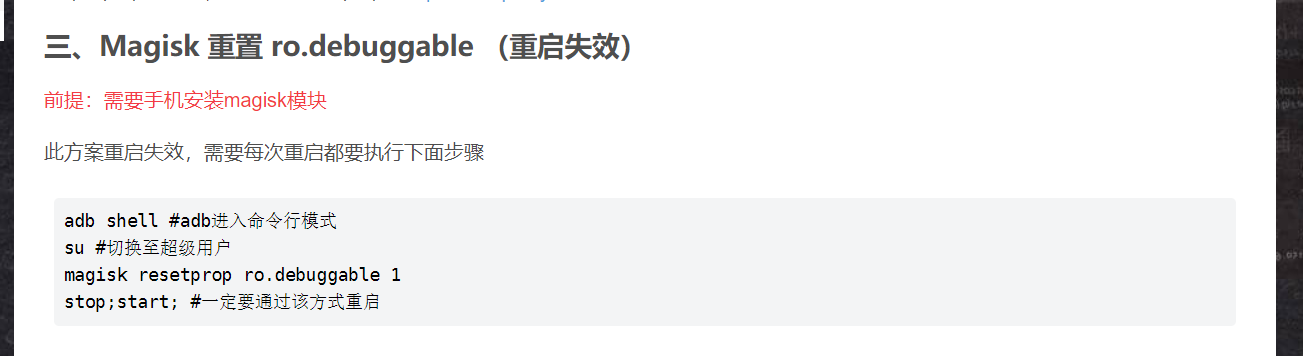 三、Magisk 重置 ro.debuggable （重启失效）
前提：需要手机安装magisk模块
此方案重启失效，需要每次重启都要执行下面步骤
adb shell #adb进入命令行模式
su #切换至超级用户
magisk resetprop ro.debuggable 1
stop;start; #一定要通过该方式重启